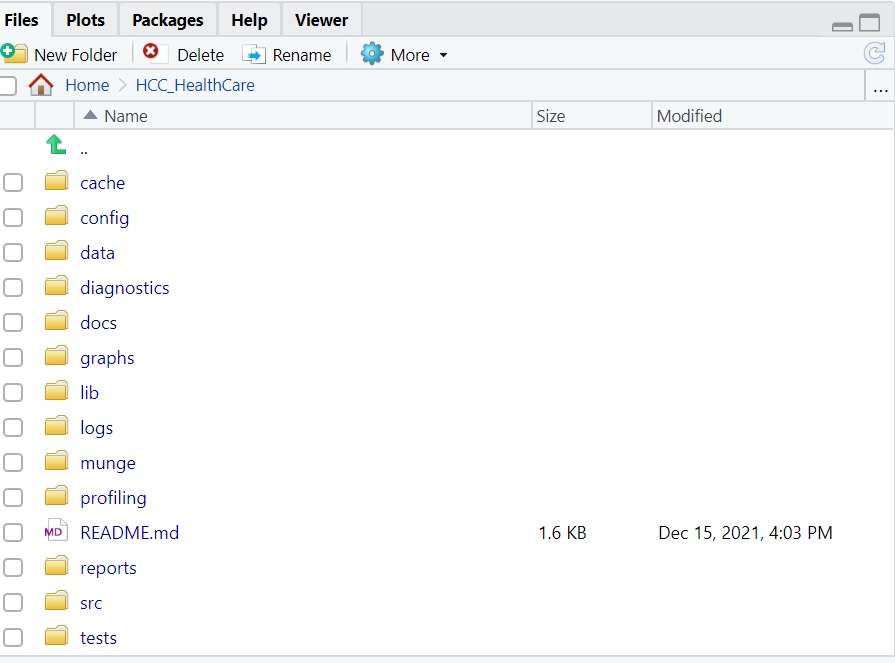 Files Plots Packages Help Viewer
New Folder Delete Rename More
Home HCC_HealthCare ...
Name Size Modified
..
cache
config
data
diagnostics
docs
graphs
lib
logs
munge
profiling
MD README.md 1.6 KB Dec 15, 2021, 4:03 PM
reports
src
tests